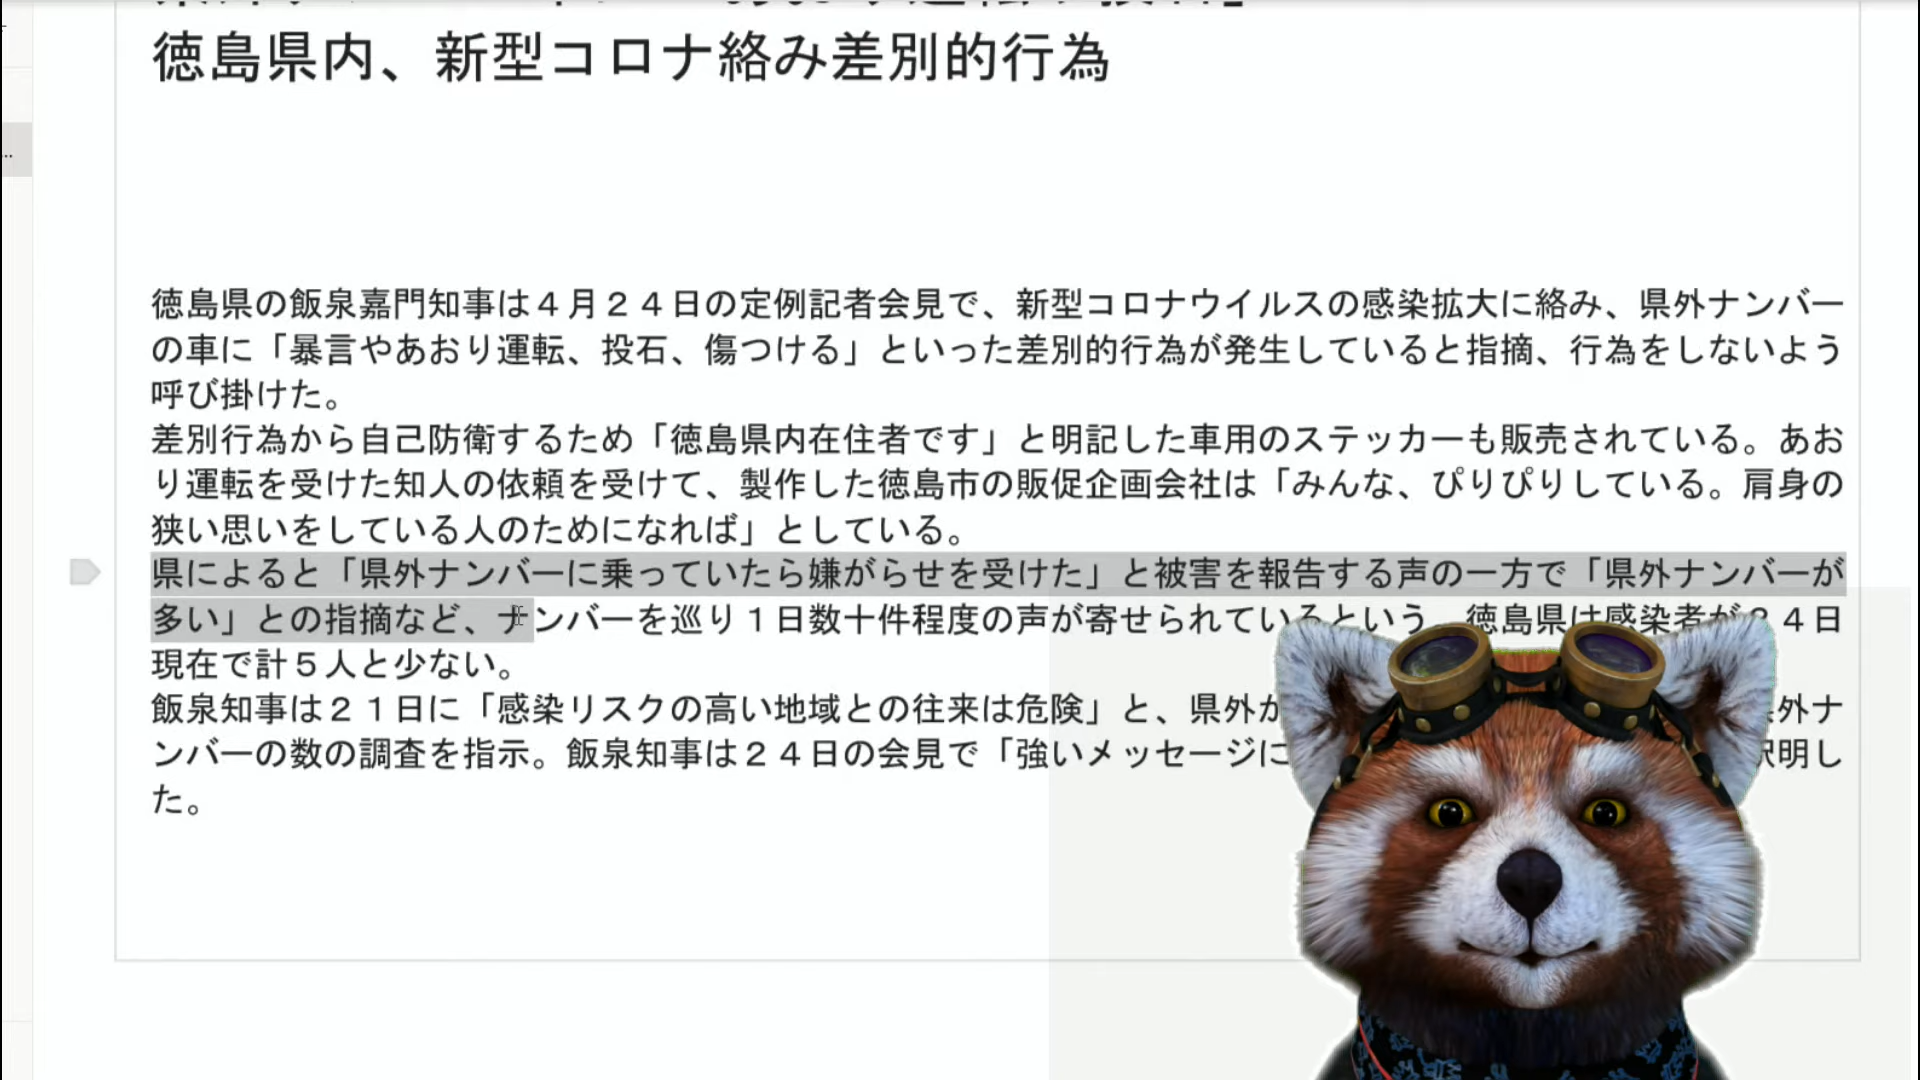 徳島県内、新型コロナ絡み差別的行為
徳島県の飯泉嘉門知事は４月２４日の定例記者会見で、新型コロナウイルスの感染拡大に絡み、県外ナンバー
の車に「暴言やあおり運転、投石、傷つける」といった差別的行為が発生していると指摘、行為をしないよう
呼び掛けた。
差別行為から自己防衛するため「徳島県内在住者です」と明記した車用のステッカーも販売されている。あお
り運転を受けた知人の依頼を受けて、製作した徳島市の販促企画会社は「みんな、ぴりぴりしている。肩身の
狭い思いをしている人のためになれば」としている。
県によると「県外ナンバーに乗っていたら嫌がらせを受けた」と被害を報告する声の一方で「県外ナンバーが
多い」との指摘など、ナンバーを巡り１日数十件程度の声が寄せられているという。徳島県は感染者が２４日
現在で計５人と少ない。
飯泉知事は２１日に「感染リスクの高い地域との往来は危険」と、県外か 外ナ
ンバーの数の調査を指示。飯泉知事は２４日の会見で「強いメッセージに 釈明し
た。